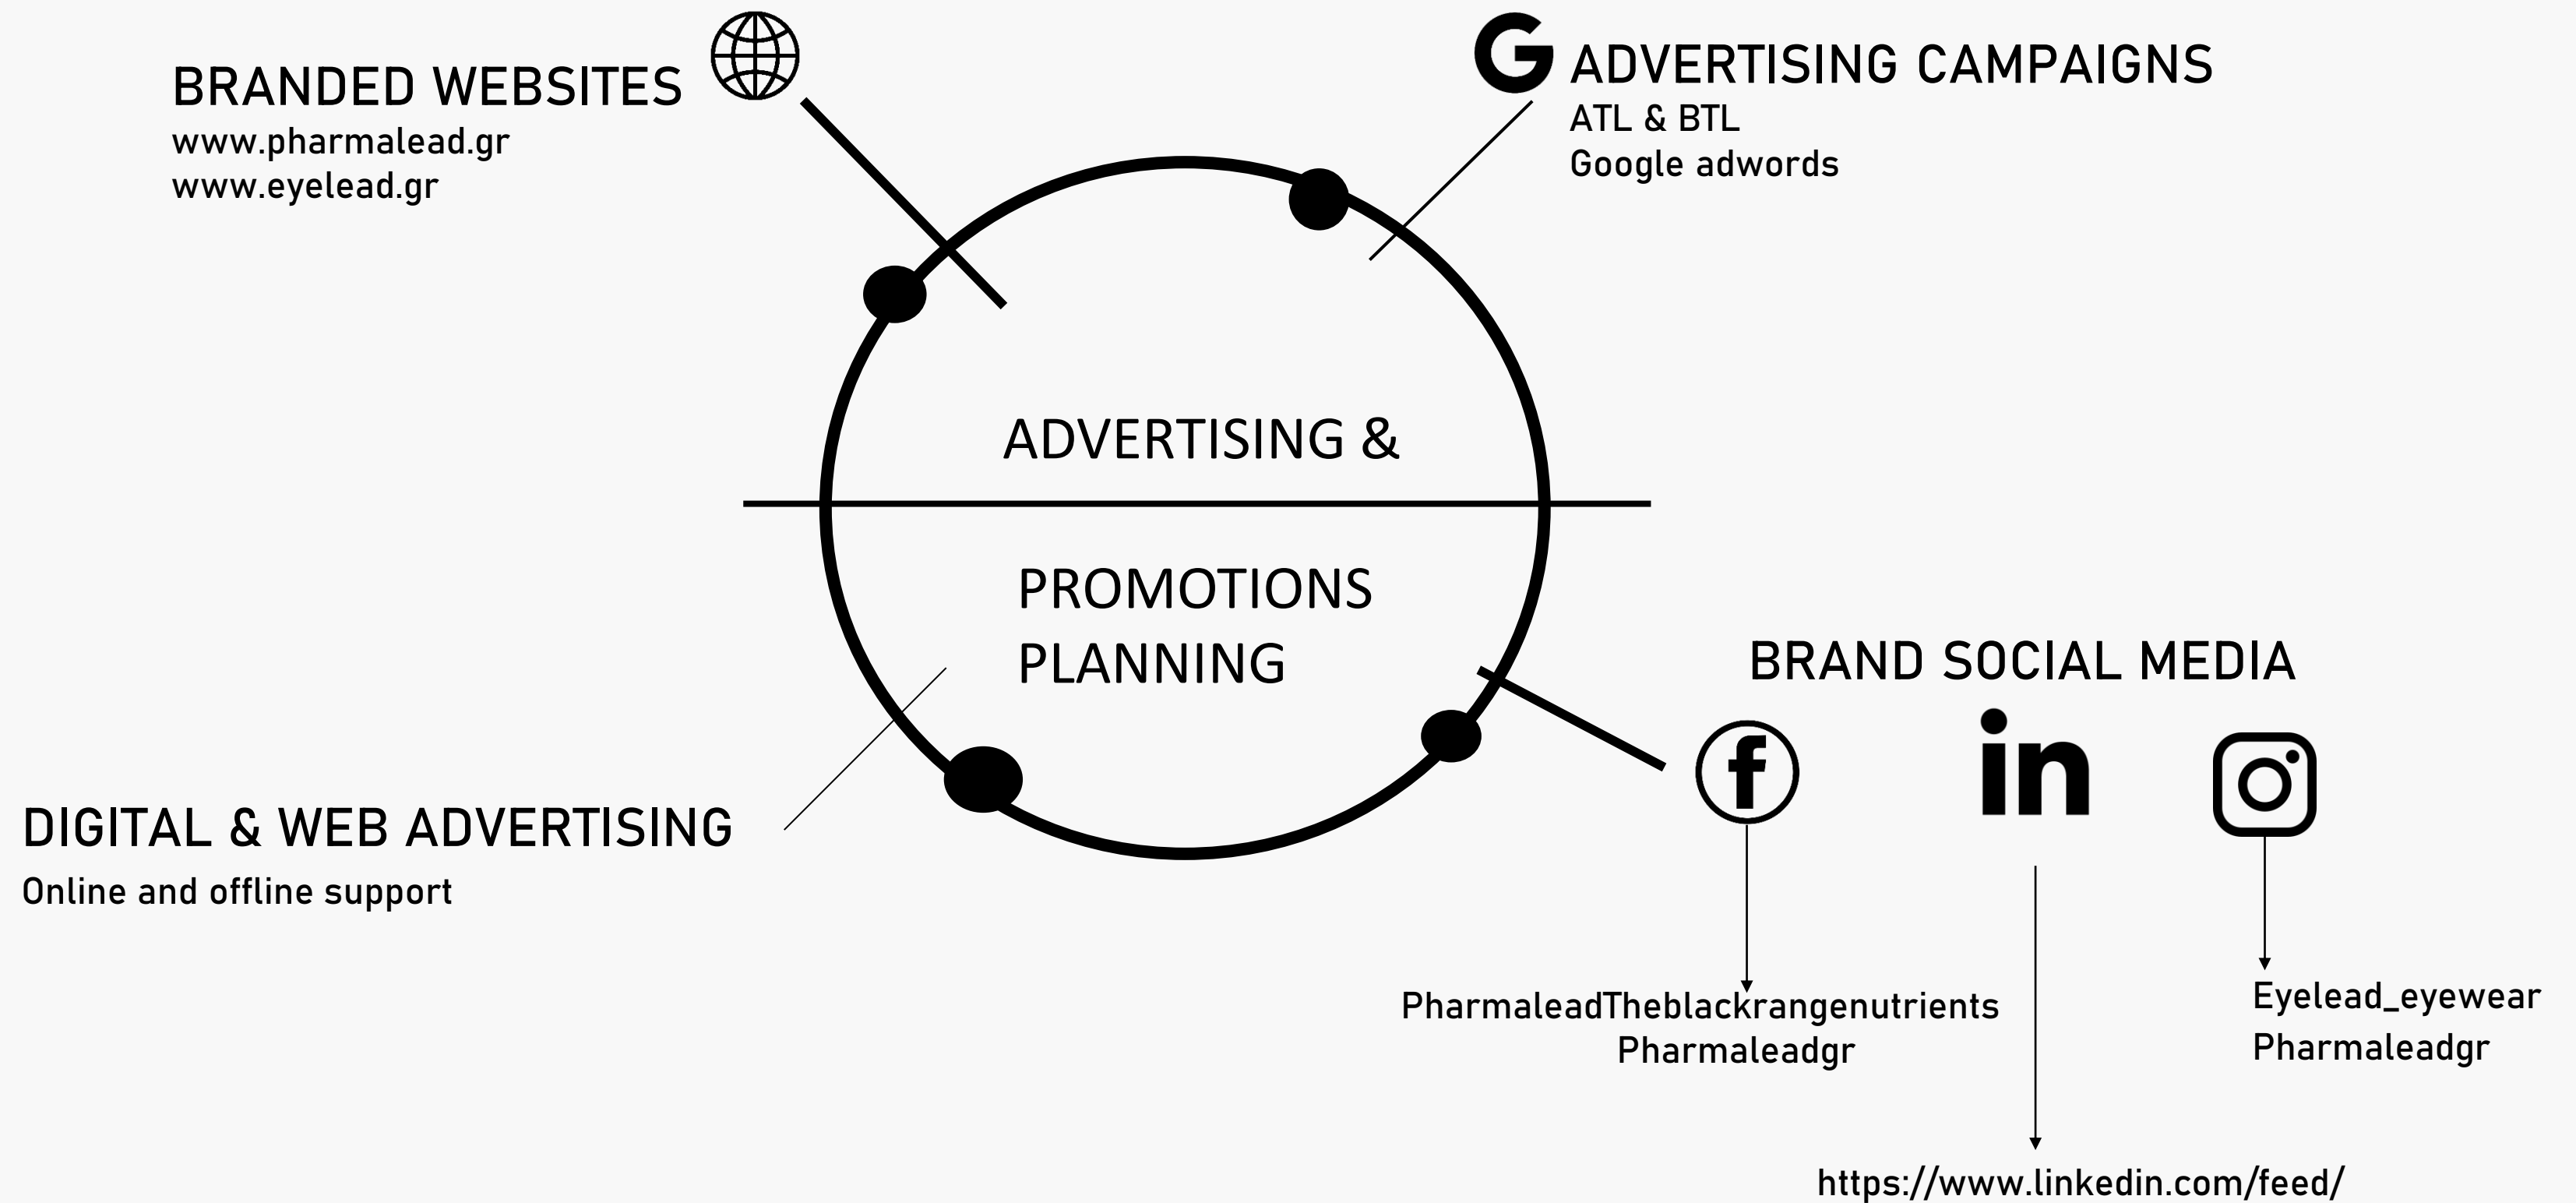 BRANDED WEBSITES
www.pharmalead.gr
www.eyelead.gr
ADVERTISING CAMPAIGNS
ATL & BTL
Google adwords
ADVERTISING &
PROMOTIONS
PLANNING
DIGITAL & WEB ADVERTISING
Online and offline support
BRAND SOCIAL MEDIA
f
in
PharmaleadTheblackrangenutrients
Pharmaleadgr
Eyelead_eyewear
Pharmaleadgr
https://www.linkedin.com/feed/